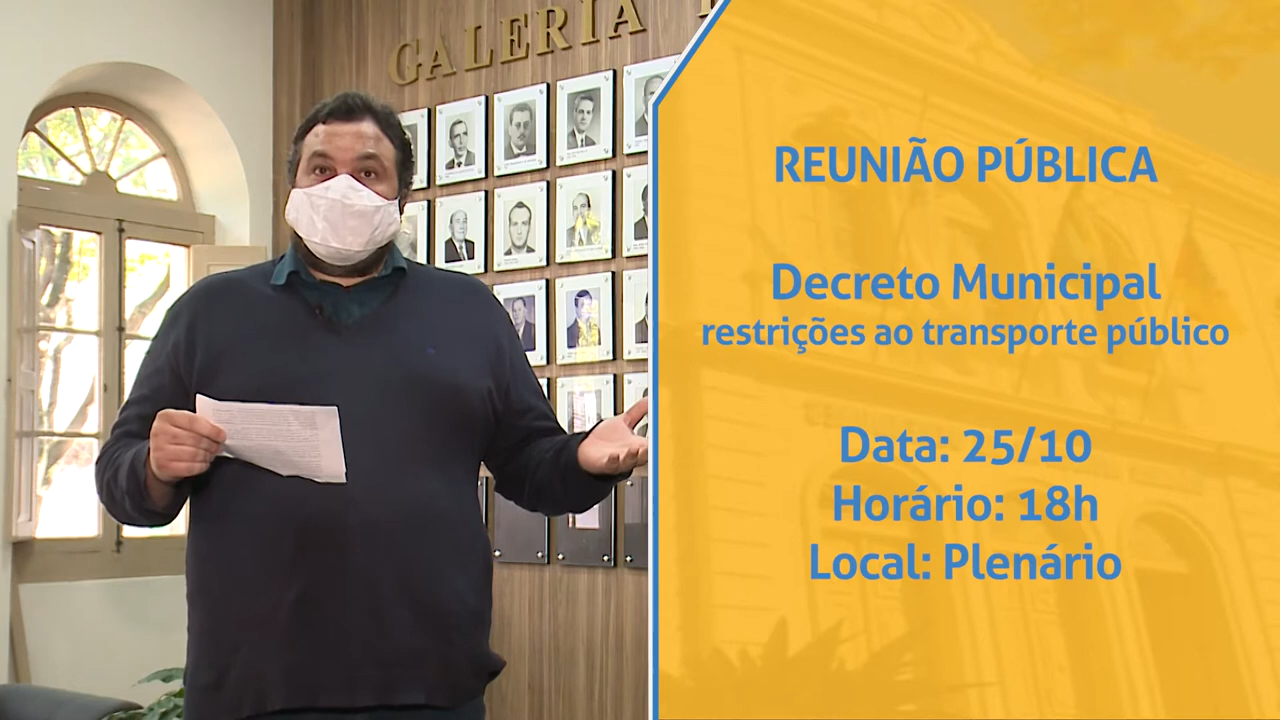 GALERIA
REUNIÃO PÚBLICA
Decreto Municipal
restrições ao transporte público
Data: 25/10
Horário: 18h
Local: Plenário